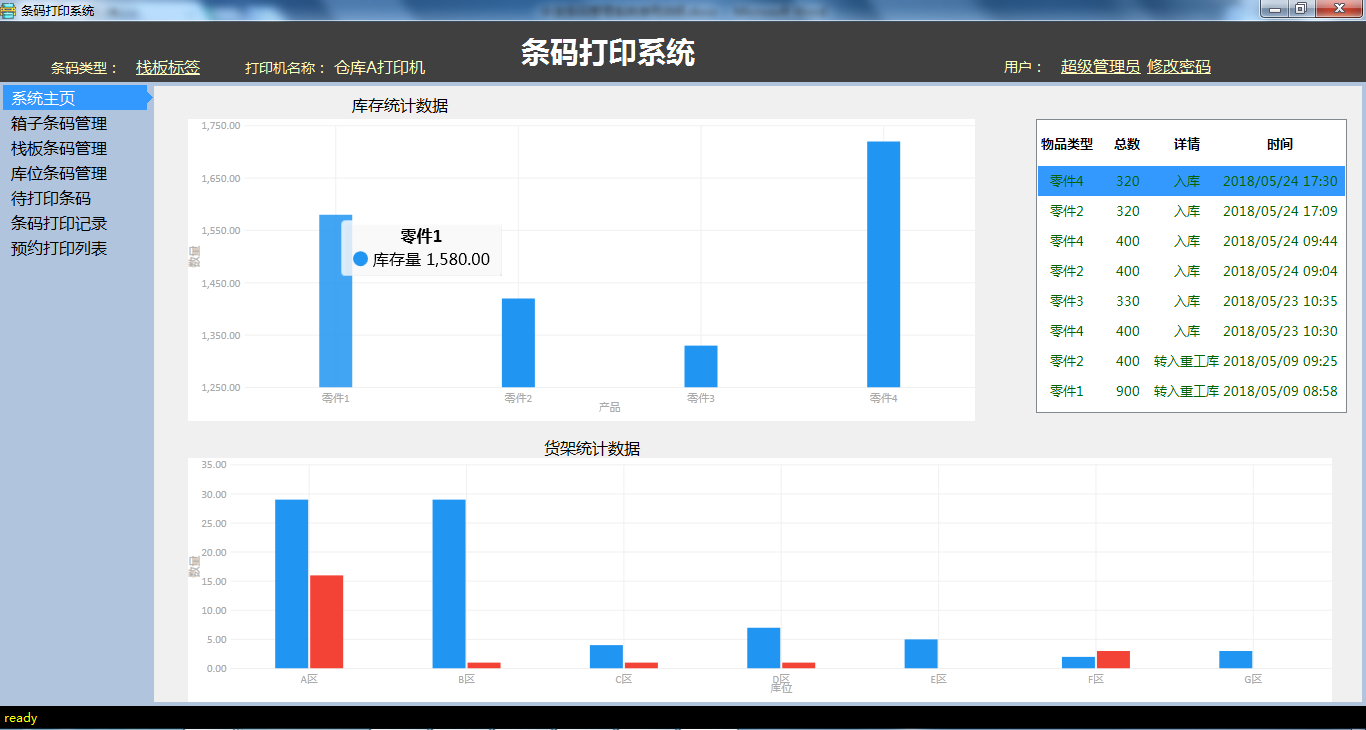 条码打印系统
条码打印系统
条码类型： 栈板标签 打印机名称： 仓库A打印机 用户： 超级管理员 修改密码
系统主页
箱子条码管理
栈板条码管理
库位条码管理
待打印条码
条码打印记录
预约打印列表
库存统计数据
1,750.00
1,650.00
1,550.00
1,450.00
1,350.00
1,250.00
数量
零件1
库存量 1,580.00
零件1 零件2 零件3 零件4
产品
物品类型 总数 详情 时间
零件4 320 入库 2018/05/24 17:30
零件2 320 入库 2018/05/24 17:09
零件4 400 入库 2018/05/24 09:44
零件2 400 入库 2018/05/24 09:04
零件3 330 入库 2018/05/23 10:35
零件4 400 入库 2018/05/23 10:30
零件2 400 转入重工库 2018/05/09 09:25
零件1 900 转入重工库 2018/05/09 08:58
货架统计数据
35.00
30.00
25.00
20.00
15.00
10.00
5.00
0.00
数量
A区 B区 C区 D区 E区 F区 G区
库位
ready